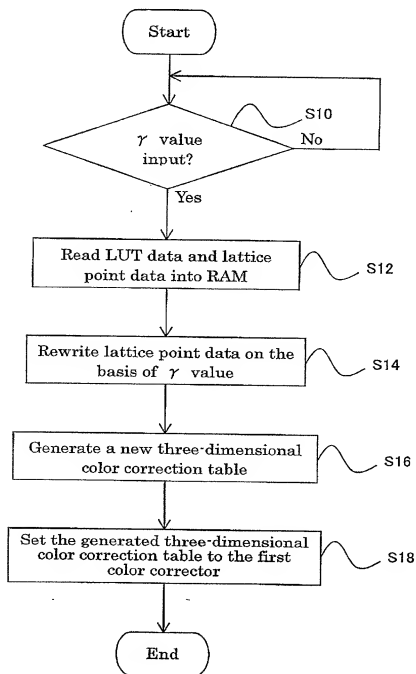 Start
S10
γ value
input?
No
Yes
Read LUT data and lattice
point data into RAM
S12
Rewrite lattice point data on the
basis of γ value
S14
Generate a new three-dimensional
color correction table
S16
Set the generated three-dimensional
color correction table to the first
color corrector
S18
End